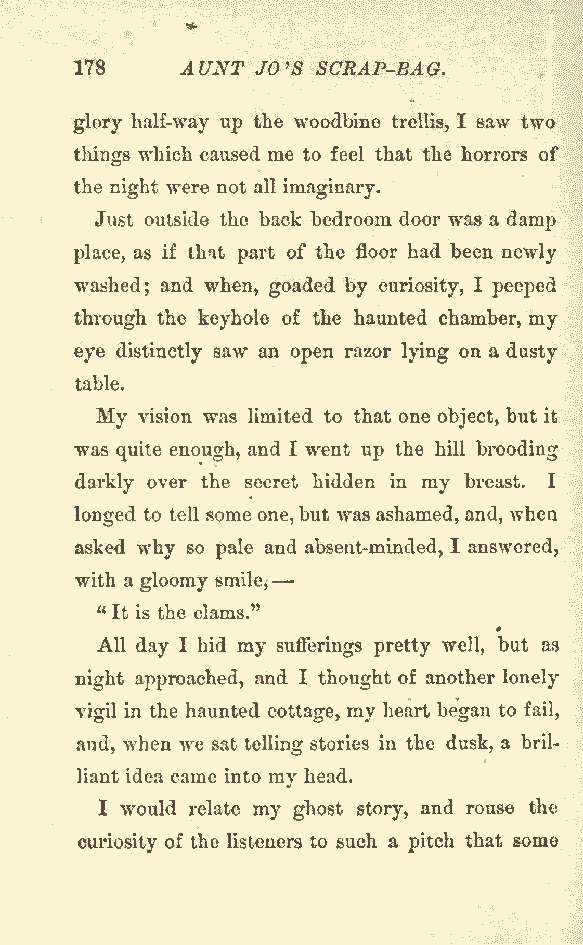 178 AUNT JO'S SCRAP-BAG.
glory half-way up the woodbine trellis, I saw two
things which caused me to feel that the horrors of
the night were not all imaginary.
Just outside the back bedroom door was a damp
place, as if that part of the floor had been newly
washed; and when, goaded by curiosity, I peeped
through the keyhole of the haunted chamber, my
eye distinctly saw an open razor lying on a dusty
table.
My vision was limited to that one object, but it
was quite enough, and I went up the hill brooding
darkly over the secret hidden in my breast. I
longed to tell some one, but was ashamed, and, when
asked why so pale and absent-minded, I answered,
with a gloomy smile,—
"It is the clams."
All day I hid my sufferings pretty well, but as
night approached, and I thought of another lonely
vigil in the haunted cottage, my heart began to fail,
and, when we sat telling stories in the dusk, a bril-
liant idea came into my head.
I would relate my ghost story, and rouse the
curiosity of the listeners to such a pitch that some